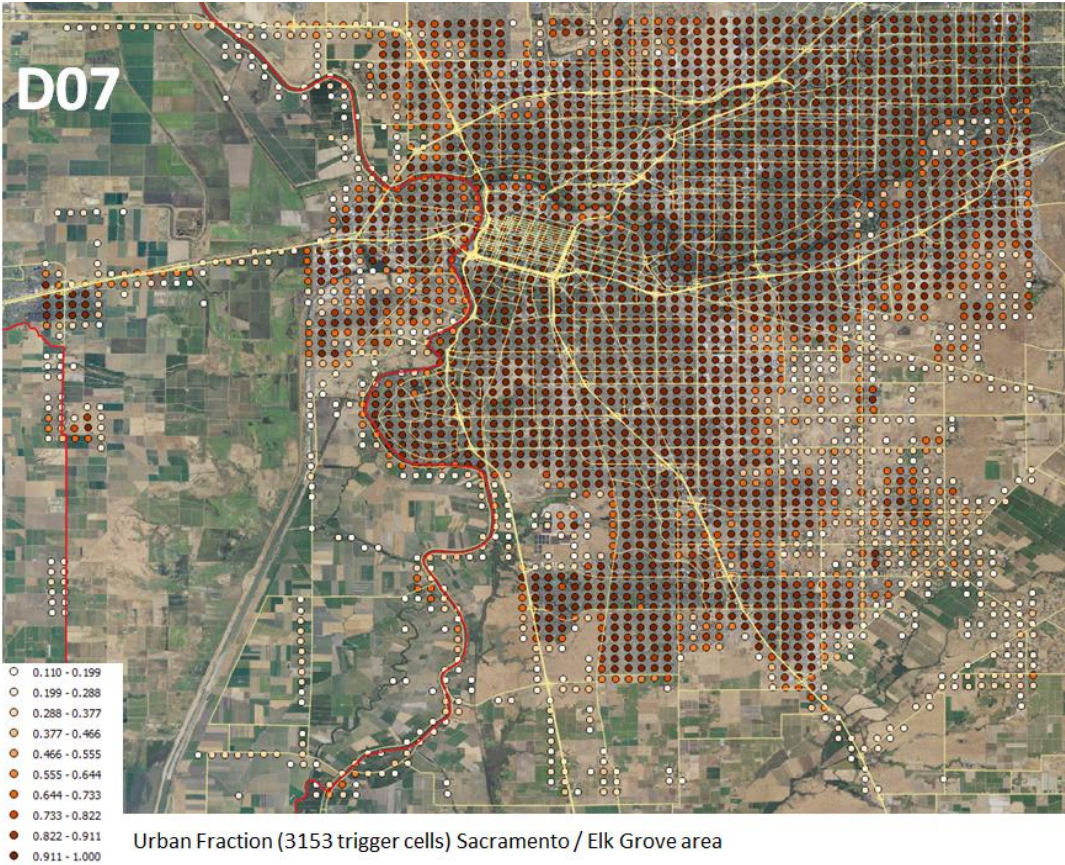 D07
0.110 - 0.199
0.199 - 0.288
0.288 - 0.377
0.377 - 0.466
0.466 - 0.555
0.555 - 0.644
0.644 - 0.733
0.733 - 0.822
0.822 - 0.911
0.911 - 1.000
Urban Fraction (3153 trigger cells) Sacramento / Elk Grove area